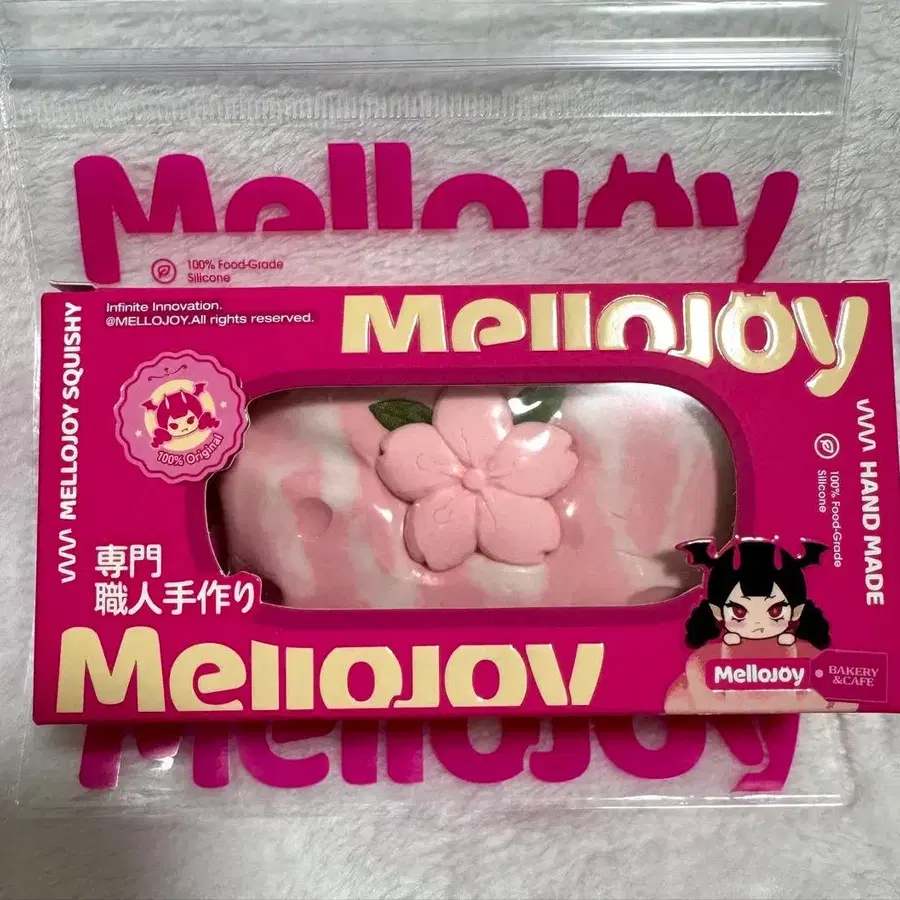 Mellojoy
100% Food-Grade
Silicone
Infinite Innovation.
@MELLOJOY.All rights reserved.
Mellojoy
MELLOJOY SQUISHY
100% Original
専門
職人手作り
Mellojoy
100% Food-Grade
Silicone
HAND MADE
Mellojoy
BAKERY
&CAFE
Mellojoy